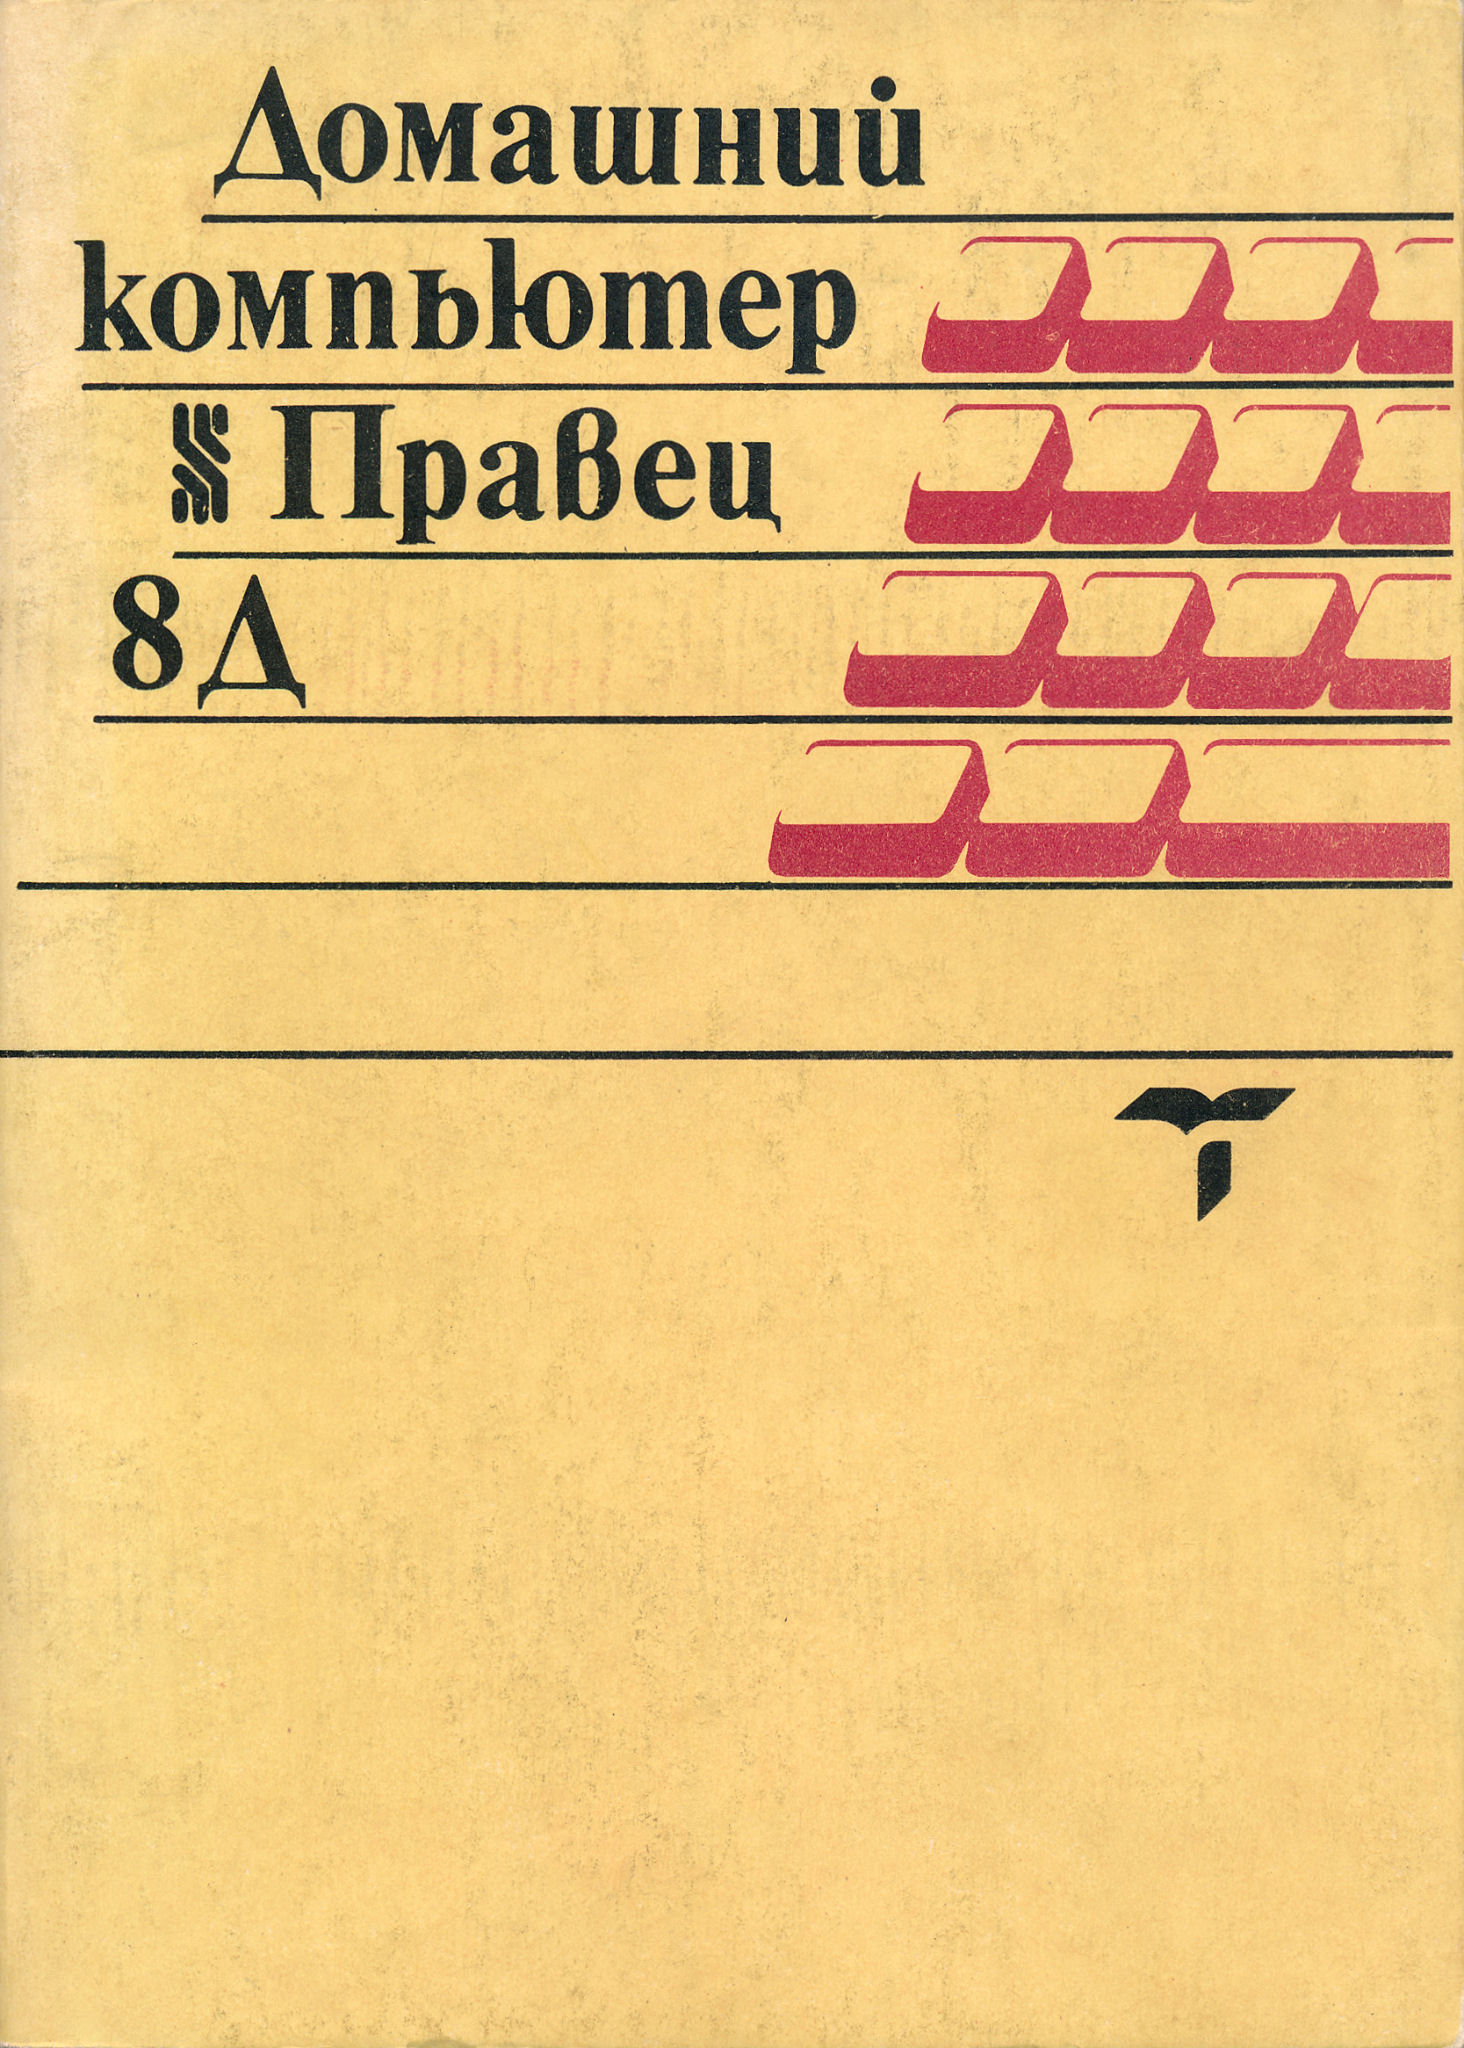 Домашний
компьютер
Правец
8Д